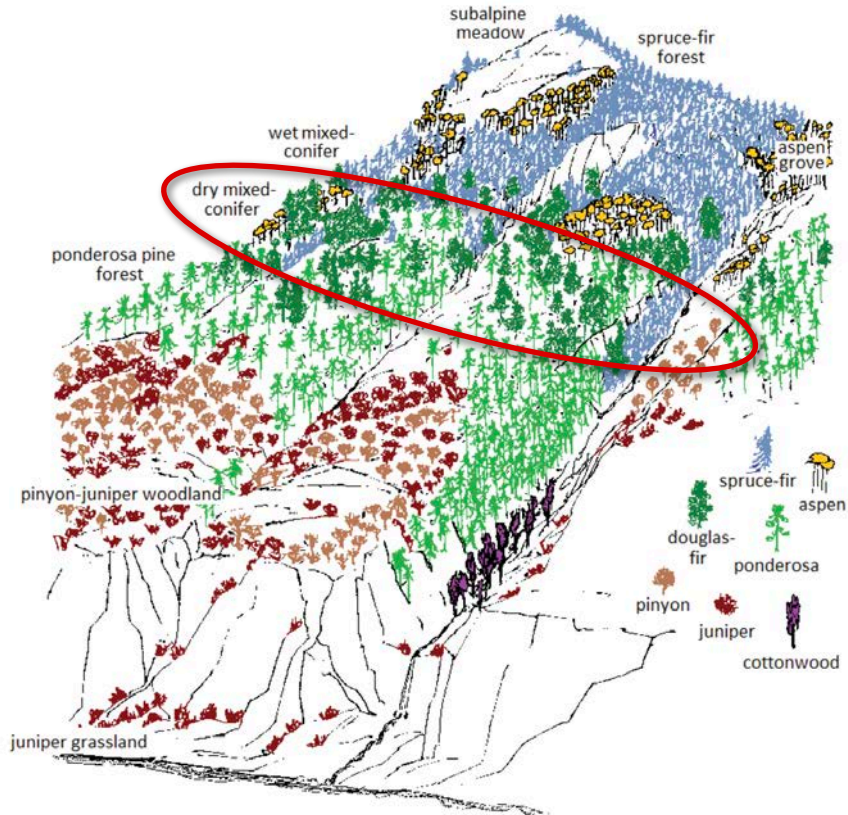 subalpine
meadow
spruce-fir
forest
wet mixed-
conifer
aspen
grove
dry mixed-
conifer
ponderosa pine
forest
pinyon-juniper woodland
spruce-fir
aspen
douglas-
fir
ponderosa
pinyon
juniper
cottonwood
juniper grassland